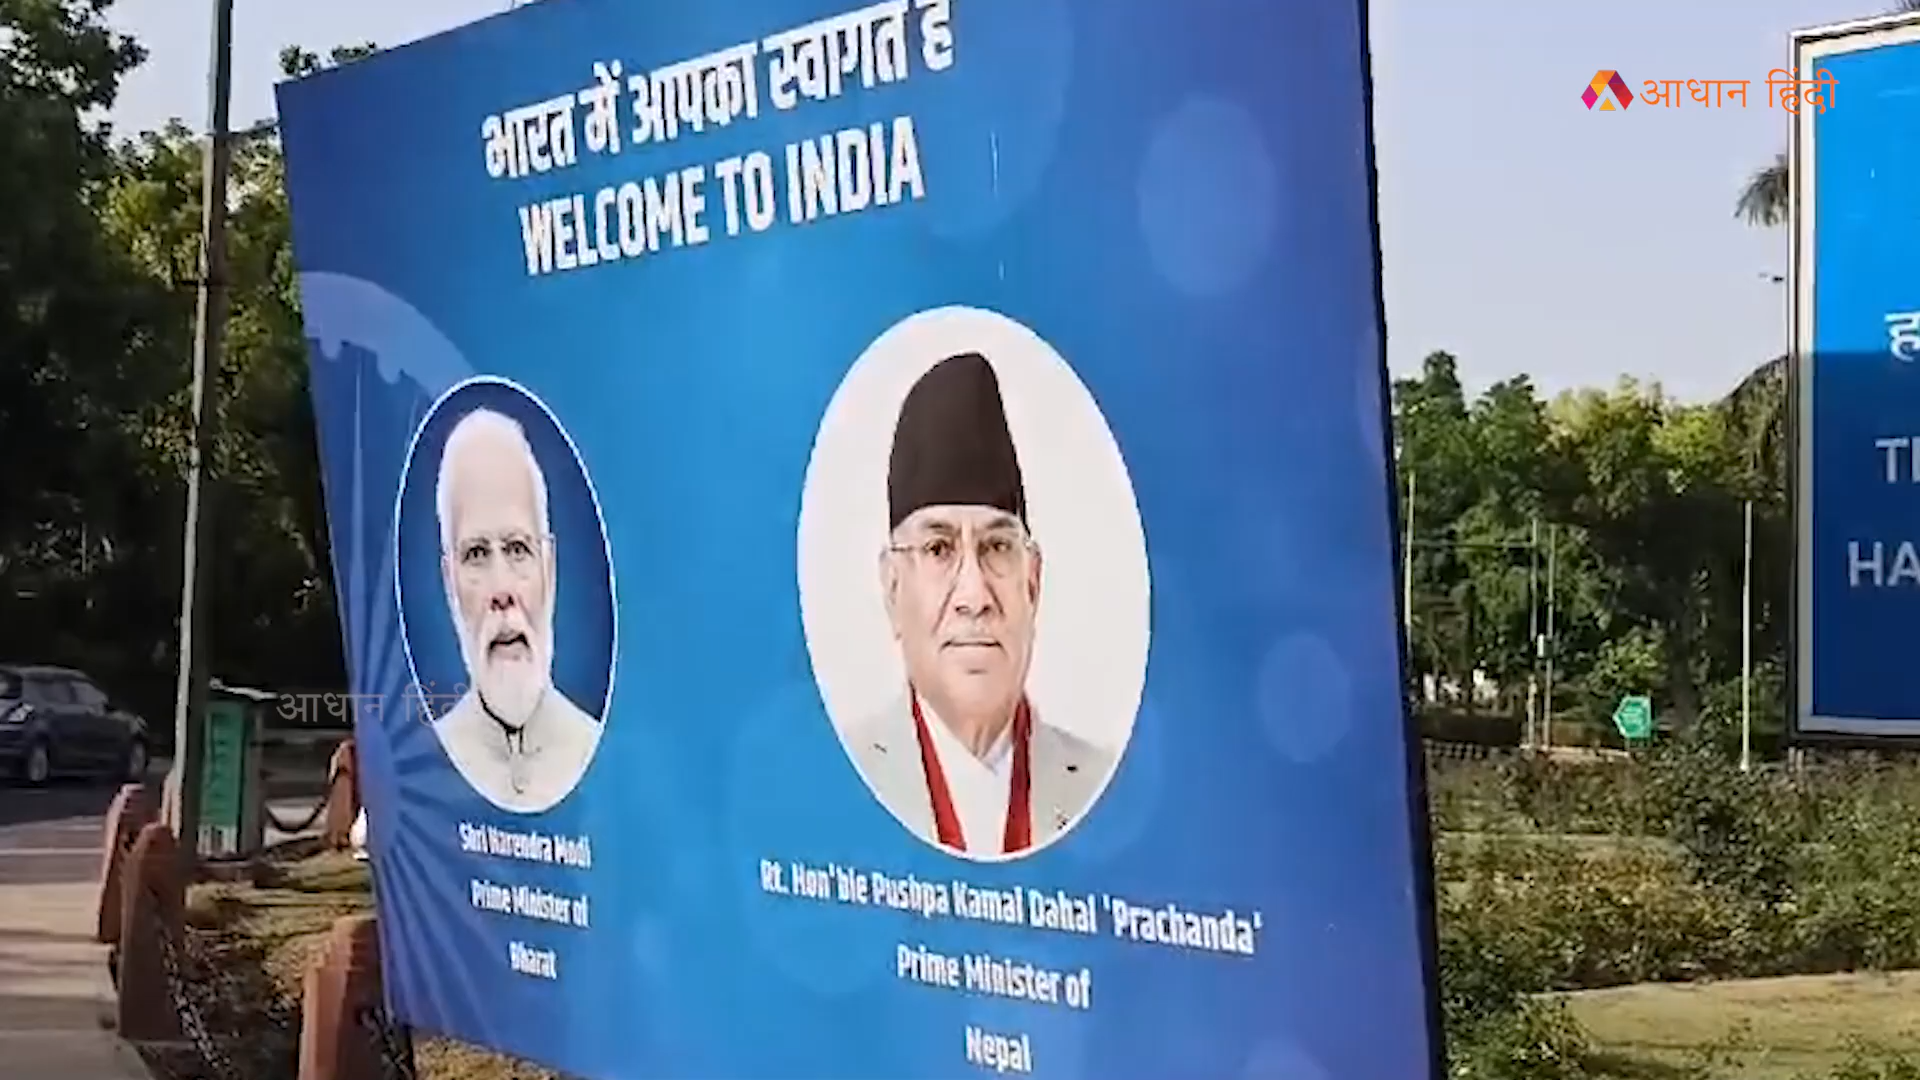 आधान हिंदी
भारत में आपका स्वागत है
WELCOME TO INDIA
आधान हिंदी
Shri Narendra Modi
Prime Minister of
Bharat
Rt. Hon'ble Pushpa Kamal Dahal 'Prachanda'
Prime Minister of
Nepal
HA